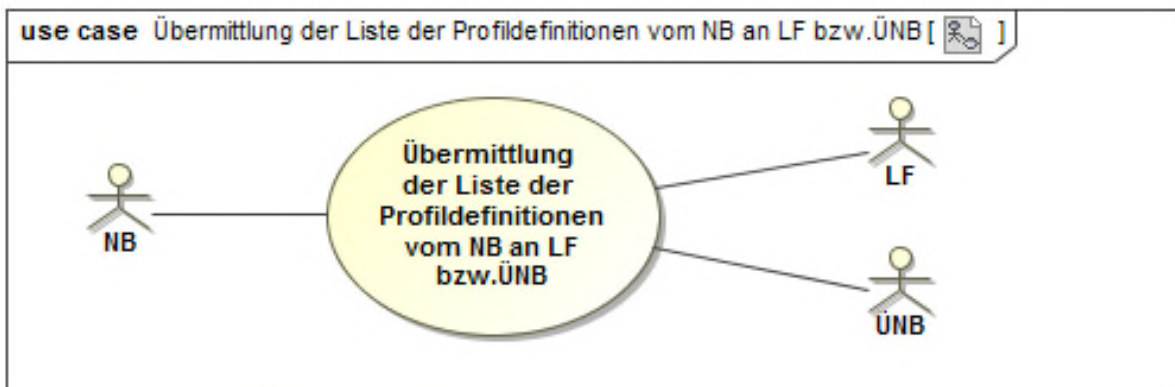 use case Übermittlung der Liste der Profildefinitionen vom NB an LF bzw.ÜNB [ ]
Übermittlung
der Liste der
Profildefinitionen
vom NB an LF
bzw.ÜNB
NB
LF
ÜNB